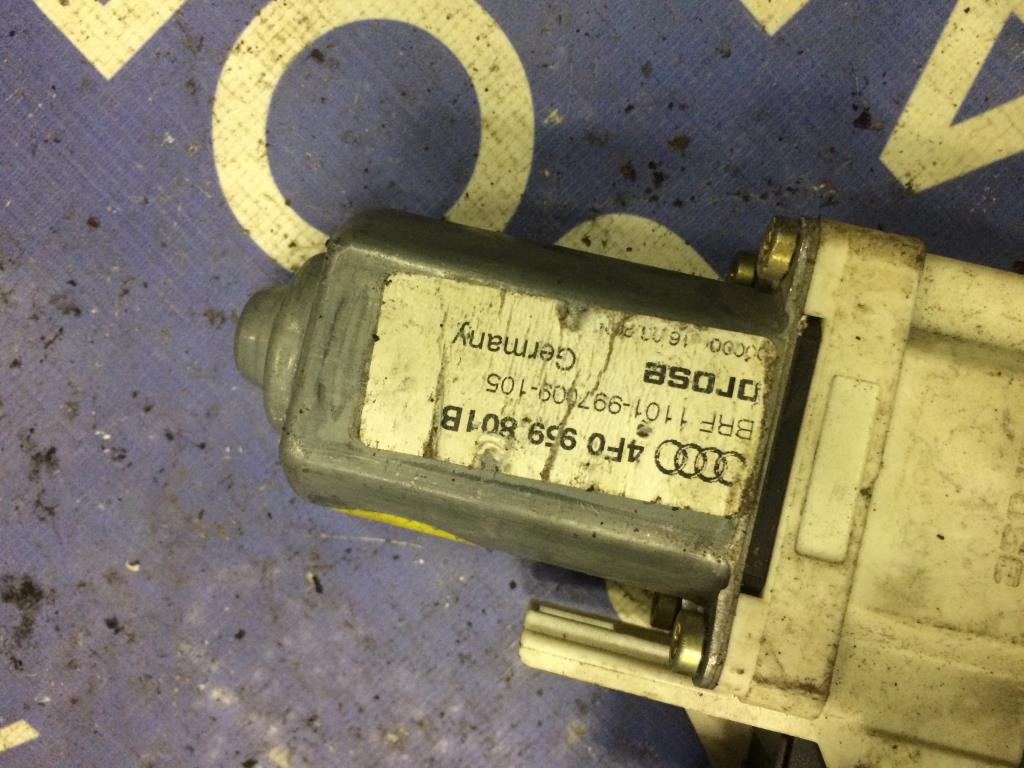 4F0 959 801B
BRF 1101-997009-105
brose Germany